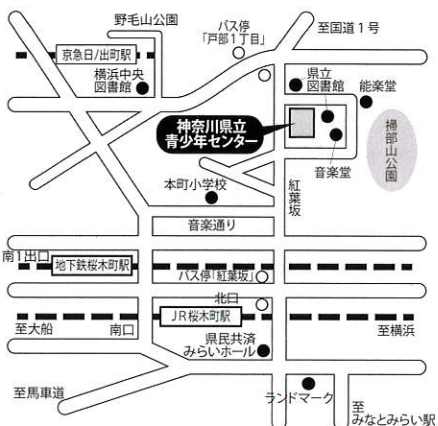 野毛山公園
バス停
「戸部1丁目」
至国道1号
京急日ノ出町駅
横浜中央
図書館
県立
図書館
能楽堂
神奈川県立
青少年センター
掃部山公園
音楽堂
本町小学校
紅葉坂
音楽通り
南1出口
地下鉄桜木町駅
バス停「紅葉坂」
北口
至大船
南口
JR桜木町駅
至横浜
県民共済
みらいホール
至馬車道
ランドマーク
至
みなとみらい駅